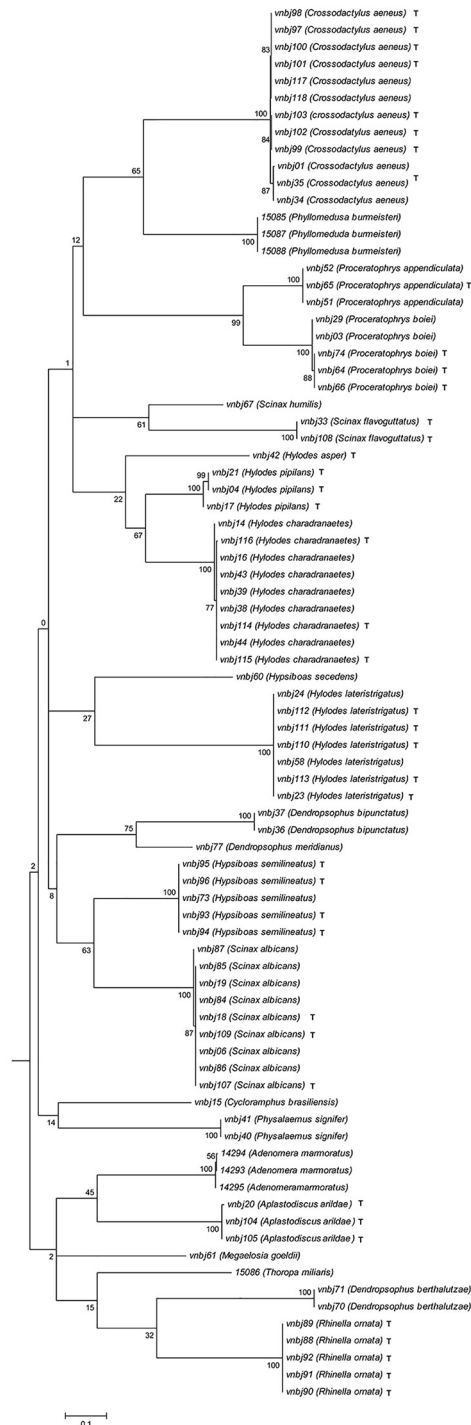 vnbj98 (Crossodactylus aeneus) T
vnbj97 (Crossodactylus aeneus) T
83
vnbj100 (Crossodactylus aeneus) T
vnbj101 (Crossodactylus aeneus) T
vnbj117 (Crossodactylus aeneus)
vnbj118 (Crossodactylus aeneus)
100
vnbj103 (crossodactylus aeneus) T
vnbj102 (Crossodatylus aeneus) T
84
vnbj99 (Crossodactylus aeneus) T
vnbj01 (Crossodactylus aeneus)
65
vnbj35 (Crossodactylus aeneus) T
87
vnbj34 (Crossodactylus aeneus)
15085 (Phyllomedusa burmeisteri)
15087 (Phyllomeduda burmeisteri)
100
15088 (Phyllomedusa burmeisteri)
12
vnbj52 (Proceratophrys appendiculata)
100
vnbj65 (Proceratophrys appendiculata) T
vnbj51 (Proceratophrys appendiculata)
99
vnbj29 (Proceratophrys boiei)
vnbj03 (Proceratophrys boiei)
100
vnbj74 (Proceratophrys boiei) T
vnbj64 (Proceratophrys boiei) T
88
vnbj66 (Proceratophrys boiei) T
1
vnbj67 (Scinax humilis)
61
vnbj33 (Scinax flavoguttatus) T
100
vnbj108 (Scinax flavoguttatus) T
vnbj42 (Hylodes asper) T
22
99
vnbj21 (Hylodes pipilans) T
100
vnbj04 (Hylodes pipilans) T
vnbj17 (Hylodes pipilans) T
67
vnbj14 (Hylodes charadranaetes)
vnbj116 (Hylodes charadranaetes) T
vnbj16 (Hylodes charadranaetes)
100
vnbj43 (Hylodes charadranaetes)
vnbj39 (Hylodes charadranaetes)
77
vnbj38 (Hylodes charadranaetes)
vnbj114 (Hylodes charadranaetes) T
vnbj44 (Hylodes charadranaetes)
vnbj115 (Hylodes charadranaetes) T
0
vnbj60 (Hypsiboas secedens)
27
vnbj24 (Hylodes lateristrigatus)
vnbj112 (Hylodes lateristrigatus) T
vnbj111 (Hylodes lateristrigatus) T
vnbj110 (Hylodes lateristrigatus) T
100
vnbj58 (Hylodes lateristrigatus)
vnbj113 (Hylodes lateristrigatus) T
vnbj23 (Hylodes lateristrigatus) T
100
vnbj37 (Dendropsophus bipunctatus)
75
vnbj36 (Dendropsophus bipunctatus)
vnbj77 (Dendropsophus meridianus)
2
8
vnbj95 (Hypsiboas semilineatus) T
vnbj96 (Hypsiboas semilineatus) T
100
vnbj73 (Hypsiboas semilineatus)
vnbj93 (Hypsiboas semilineatus) T
vnbj94 (Hypsiboas semilineatus) T
63
vnbj87 (Scinax albicans)
vnbj85 (Scinax albicans)
vnbj19 (Scinax albicans)
100
vnbj84 (Scinax albicans)
vnbj18 (Scinax albicans) T
87
vnbj109 (Scinax albicans) T
vnbj06 (Scinax albicans)
vnbj86 (Scinax albicans)
vnbj107 (Scinax albicans) T
vnbj15 (Cycloramphus brasiliensis)
14
vnbj41 (Physalaemus signifer)
100
vnbj40 (Physalaemus signifer)
56
14294 (Adenomera marmoratus)
100
14293 (Adenomera marmoratus)
14295 (Adenomeramarmoratus)
45
vnbj20 (Aplastodiscus arildae) T
vnbj104 (Aplastodiscus arildae) T
100
vnbj105 (Aplastodiscus arildae) T
2
vnbj61 (Megaelosia goeldii)
15086 (Thoropa miliaris)
15
100
vnbj71 (Dendropsophus berthalutzae)
vnbj70 (Dendropsophus berthalutzae)
32
vnbj89 (Rhinella ornata) T
vnbj88 (Rhinella ornata) T
vnbj92 (Rhinella ornata) T
100
vnbj91 (Rhinella ornata) T
vnbj90 (Rhinella ornata) T
0.1